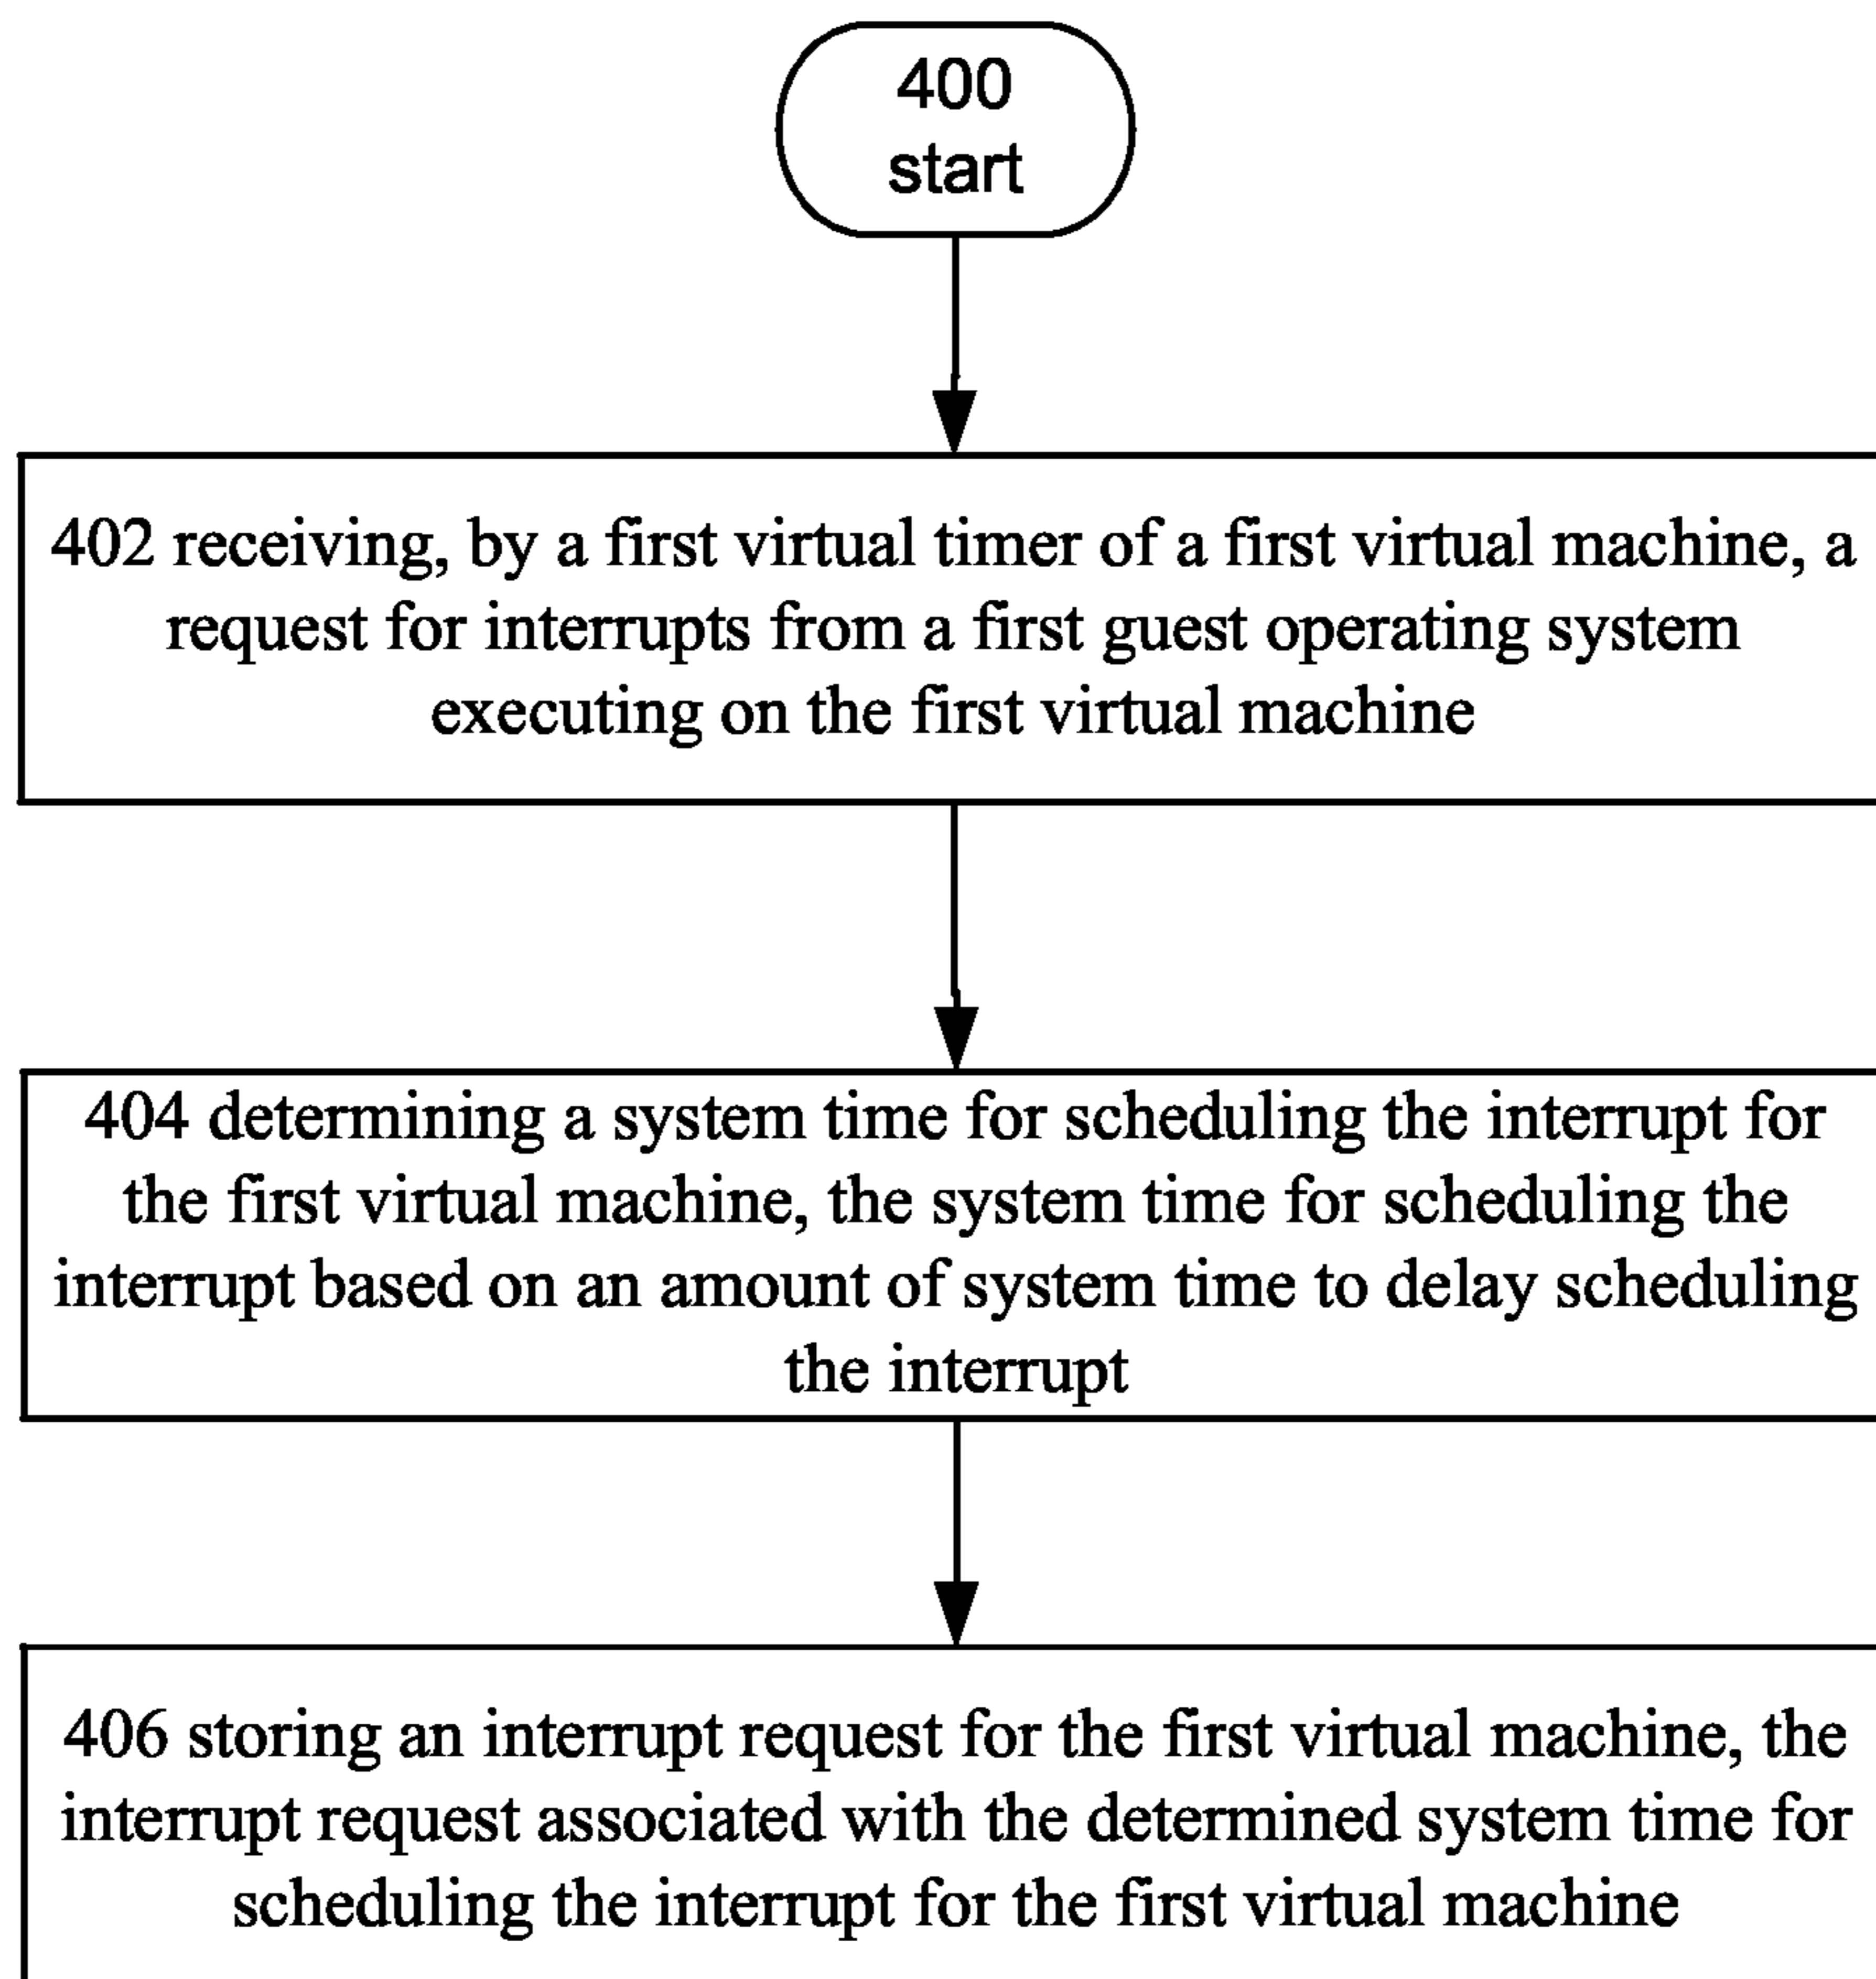 400
start
402 receiving, by a first virtual timer of a first virtual machine, a
request for interrupts from a first guest operating system
executing on the first virtual machine
404 determining a system time for scheduling the interrupt for
the first virtual machine, the system time for scheduling the
interrupt based on an amount of system time to delay scheduling
the interrupt
406 storing an interrupt request for the first virtual machine, the
interrupt request associated with the determined system time for
scheduling the interrupt for the first virtual machine